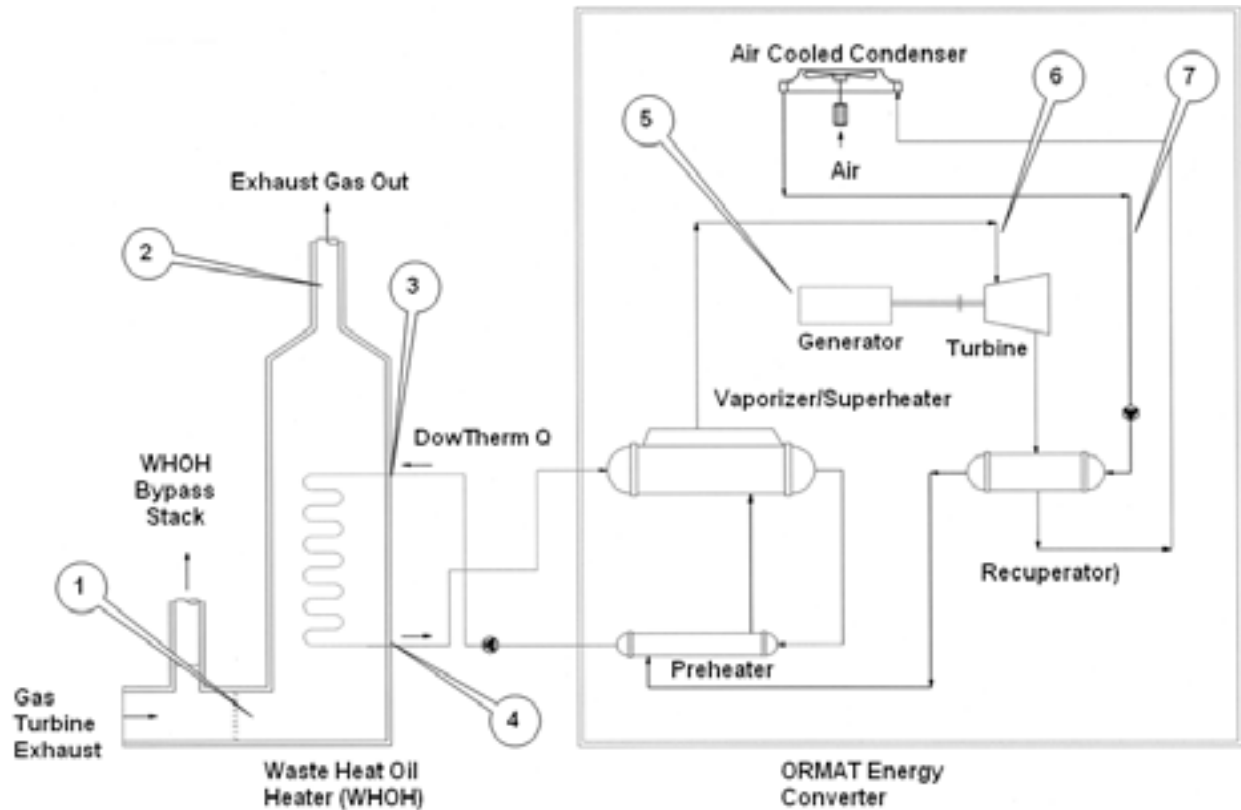 Air Cooled Condenser
6
7
5
Air
Exhaust Gas Out
2
3
Generator
Turbine
Vaporizer/Superheater
DowTherm Q
WHOH
Bypass
Stack
1
Recuperator)
Preheater
Gas
Turbine
Exhaust
4
Waste Heat Oil
Heater (WHOH)
ORMAT Energy
Converter